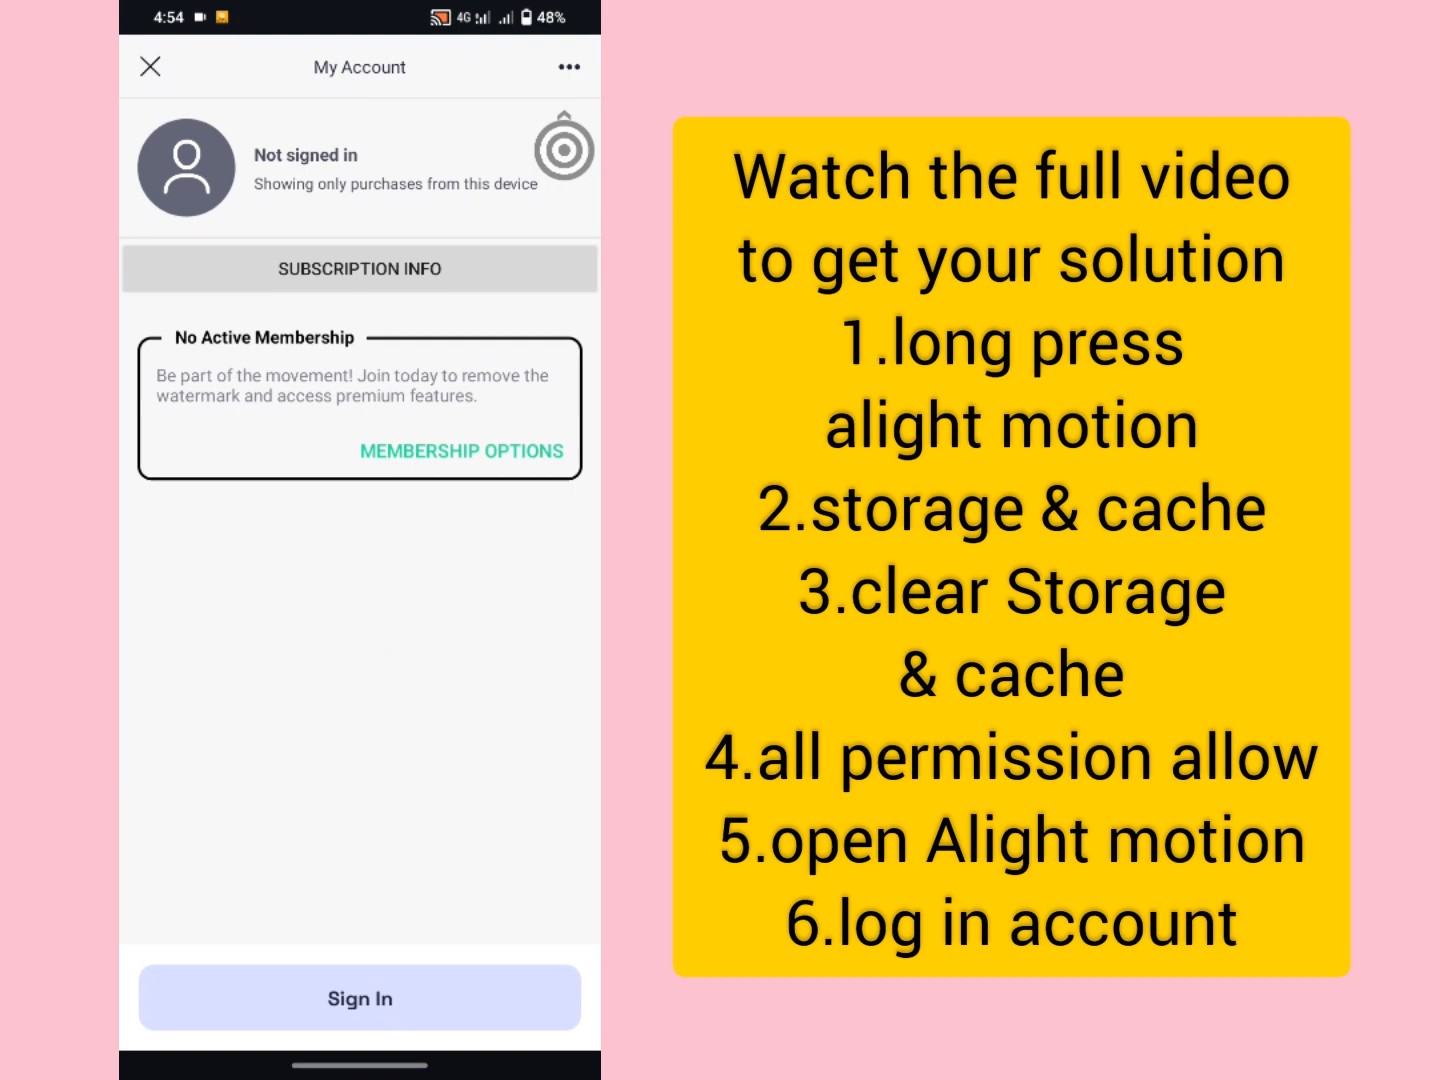 4:54
4G
48%
My Account
Not signed in
Showing only purchases from this device
SUBSCRIPTION INFO
No Active Membership
Be part of the movement! Join today to remove the
watermark and access premium features.
MEMBERSHIP OPTIONS
Sign In
Watch the full video
to get your solution
1.long press
alight motion
2.storage & cache
3.clear Storage
& cache
4.all permission allow
5.open Alight motion
6.log in account